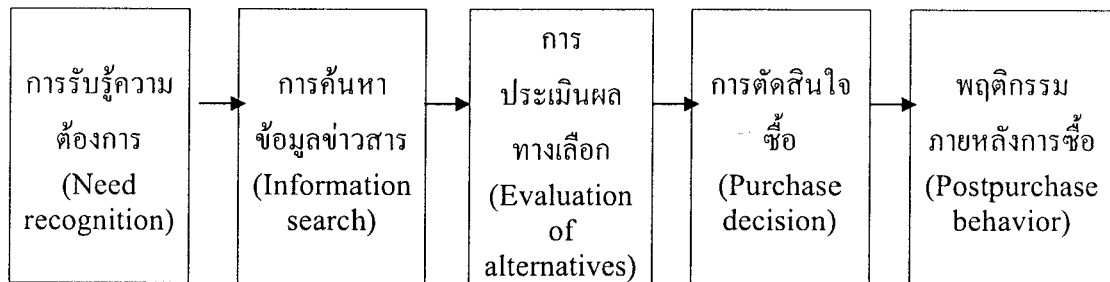 การรับรู้ความ
ต้องการ
(Need
recognition)
การค้นหา
ข้อมูลข่าวสาร
(Information
search)
การ
ประเมินผล
ทางเลือก
(Evaluation
of
alternatives)
การตัดสินใจ
ซื้อ
(Purchase
decision)
พฤติกรรม
ภายหลังการซื้อ
(Postpurchase
behavior)